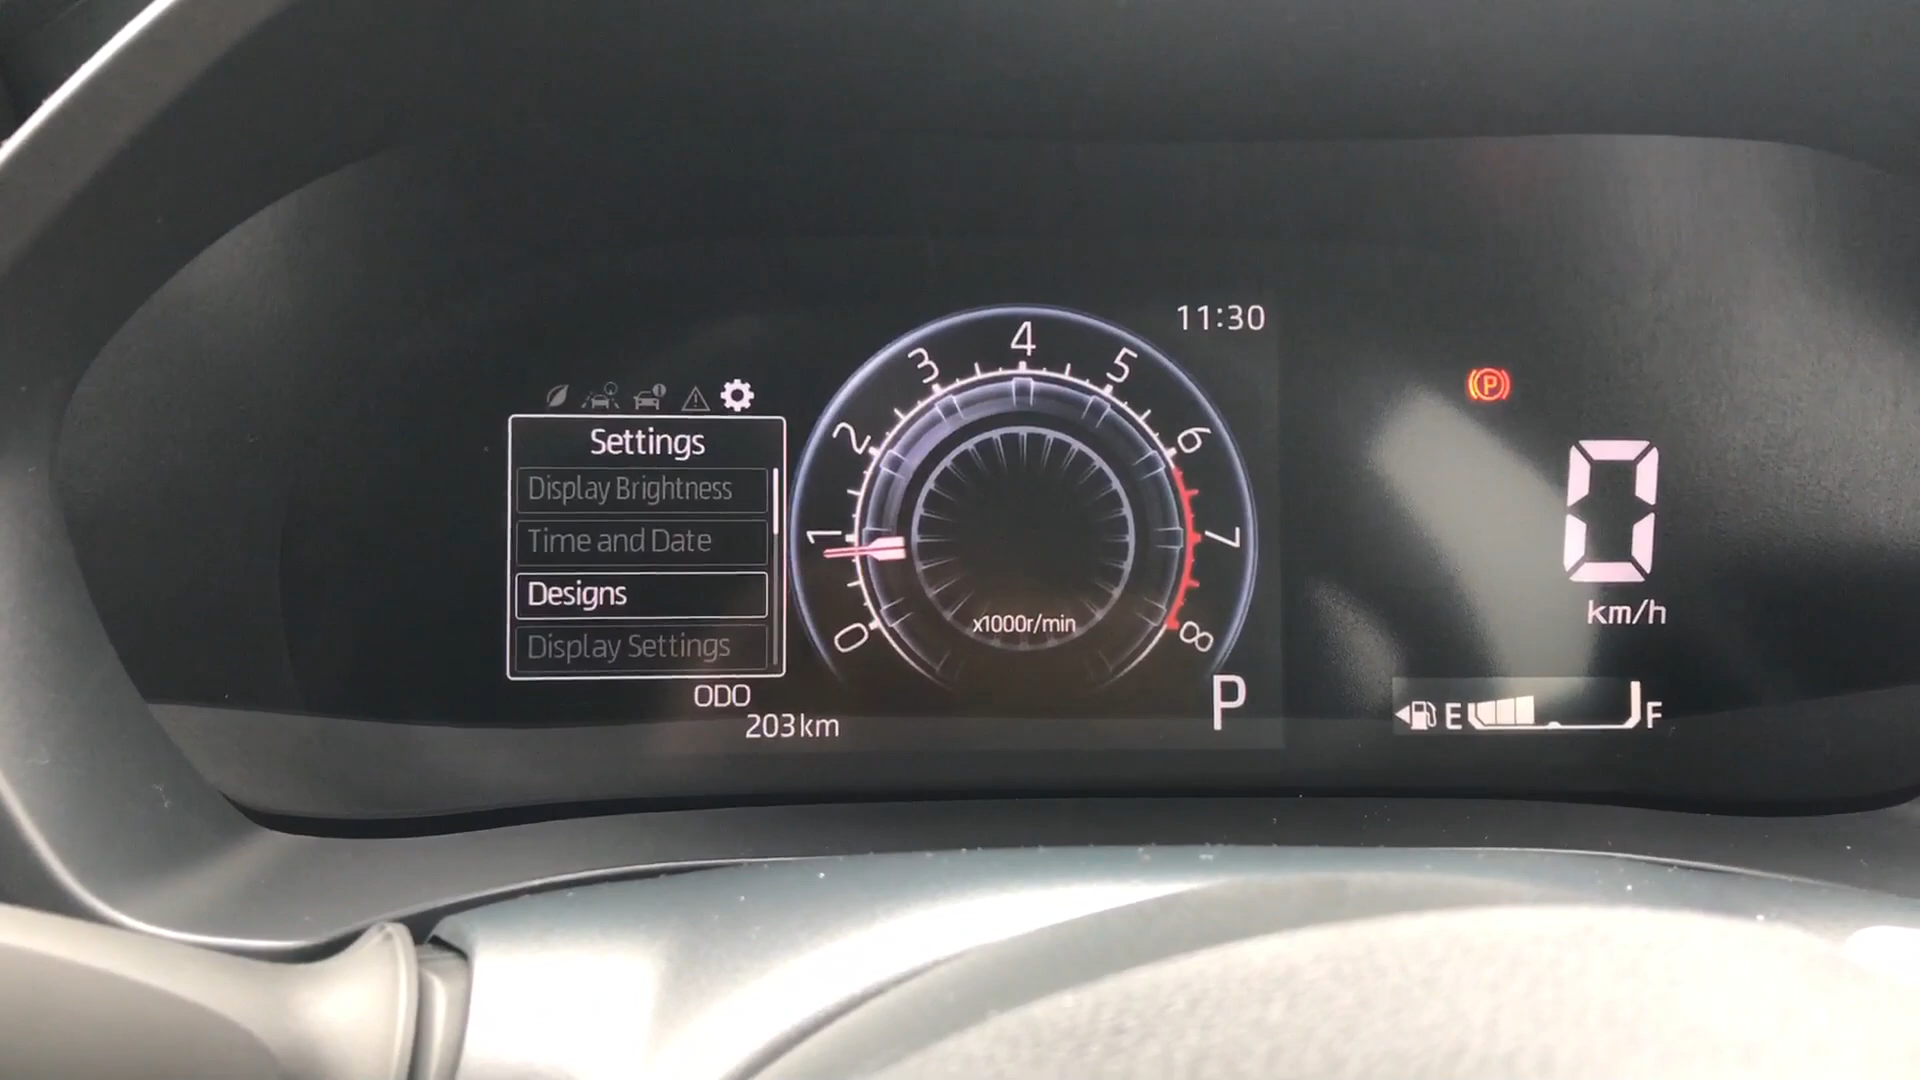 11:30
Settings
Display Brightness
Time and Date
Designs
Display Settings
ODO
203km
0
1
2
3
4
5
6
7
8
x1000r/min
P
P
0
km/h
E
F